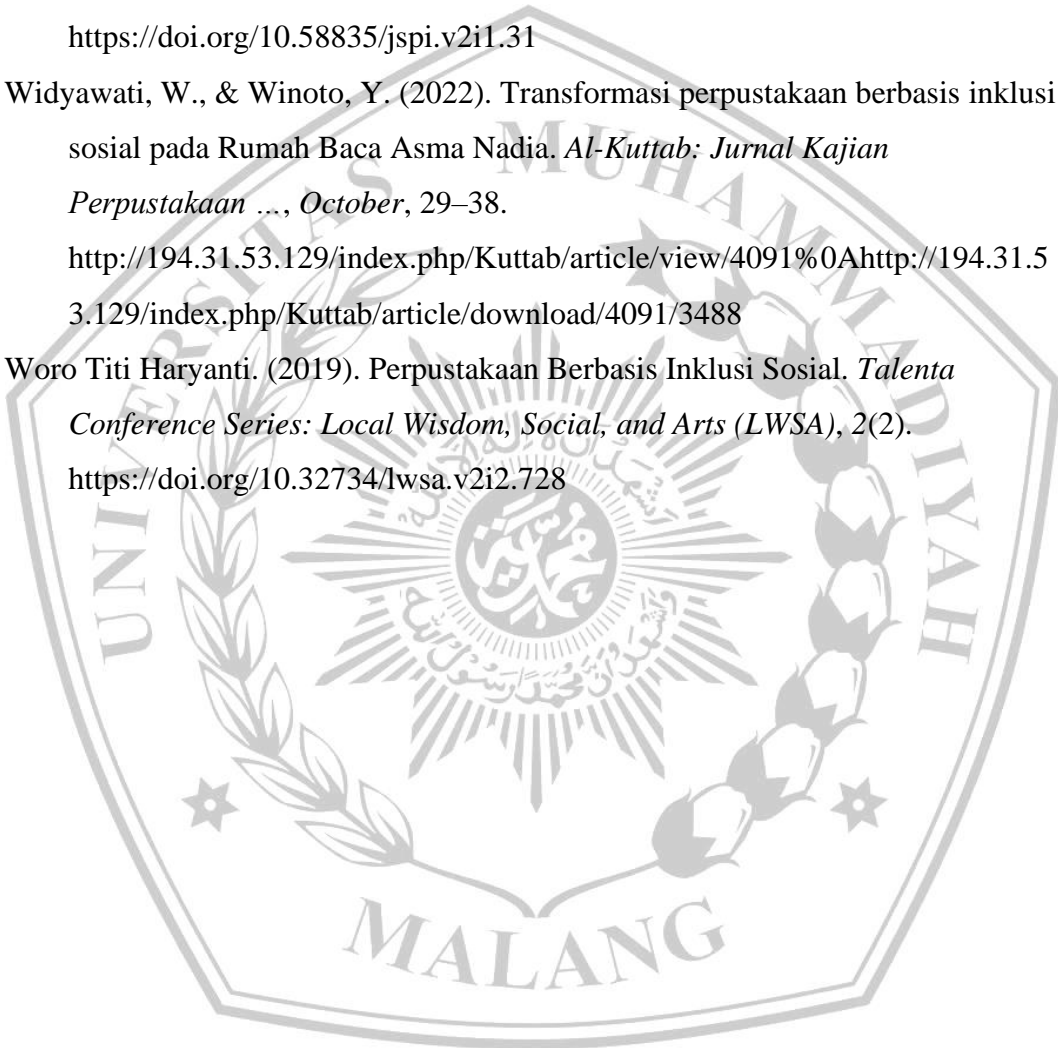 https://doi.org/10.58835/jspi.v2i1.31
Widyawati, W., & Winoto, Y. (2022). Transformasi perpustakaan berbasis inklusi
sosial pada Rumah Baca Asma Nadia. Al-Kuttab: Jurnal Kajian
Perpustakaan ..., October, 29–38.
http://194.31.53.129/index.php/Kuttab/article/view/4091%0Ahttp://194.31.5
3.129/index.php/Kuttab/article/download/4091/3488
Woro Titi Haryanti. (2019). Perpustakaan Berbasis Inklusi Sosial. Talenta
Conference Series: Local Wisdom, Social, and Arts (LWSA), 2(2).
https://doi.org/10.32734/lwsa.v2i2.728
UNIVERSITAS MUHAMMADIYAH
MALANG